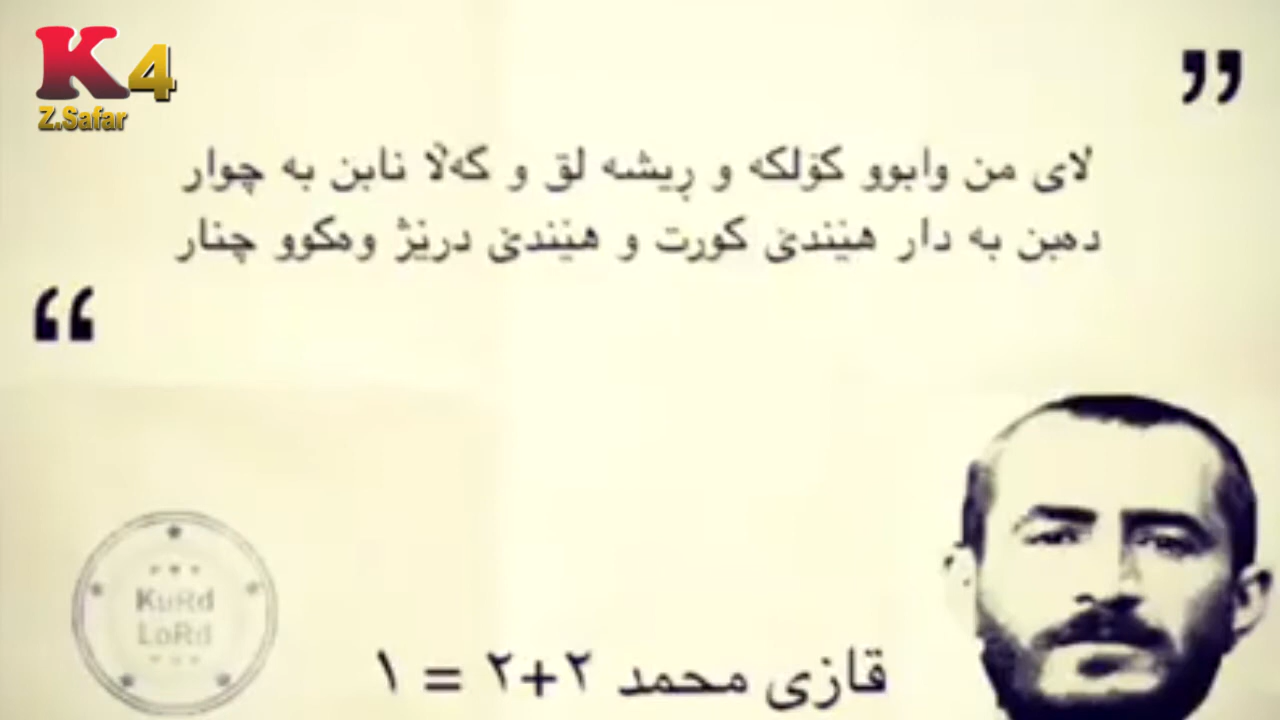 K4
Z.Safar
لای من وابوو کۆلکە و ڕیشە لق و گەڵا نابن بە چوار
دەبن بە دار هێندێ کورت و هێندێ درێژ وەکوو چنار
KuRd
LoRd
قازی محمد ٢+٢ = ١